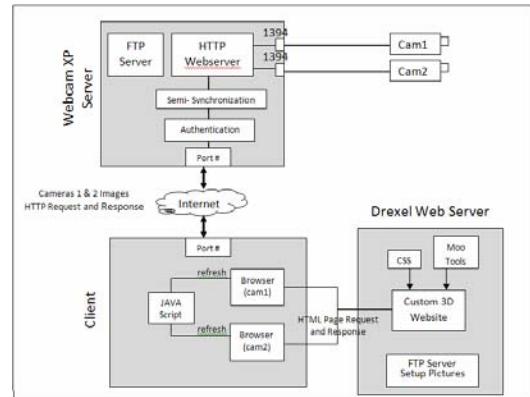 Webcam XP
Server
FTP
Server
HTTP
Webserver
1394
1394
Cam1
Cam2
Semi- Synchronization
Authentication
Port #
Cameras 1 & 2 Images
HTTP Request and Response
Internet
Port #
Client
JAVA
Script
refresh
refresh
Browser
(cam1)
Browser
(cam2)
HTML Page Request
and Response
Drexel Web Server
CSS
Moo
Tools
Custom 3D
Website
FTP Server
Setup Pictures